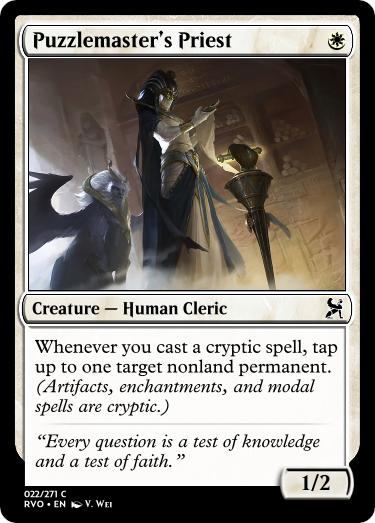 Puzzlemaster's Priest
Creature — Human Cleric
Whenever you cast a cryptic spell, tap
up to one target nonland permanent.
(Artifacts, enchantments, and modal
spells are cryptic.)
“Every question is a test of knowledge
and a test of faith.”
1/2
022/271 C
RVO • EN V. Wei